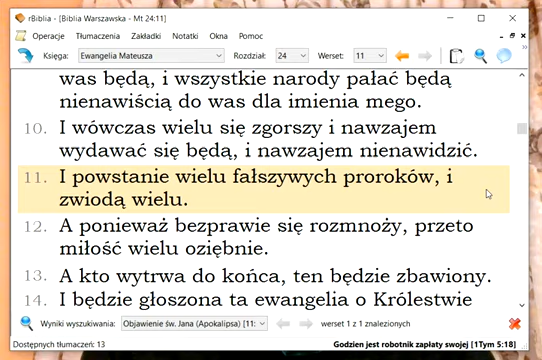 rBiblia - [Biblia Warszawska - Mt 24:11]
Operacje Tłumaczenia Zakładki Notatki Okna Pomoc
Księga: Ewangelia Mateusza Rozdział: 24 Werset: 11
was będą, i wszystkie narody pałać będą
nienawiścią do was dla imienia mego.
10. I wówczas wielu się zgorszy i nawzajem
wydawać się będą, i nawzajem nienawidzić.
11. I powstanie wielu fałszywych proroków, i
zwiodą wielu.
12. A ponieważ bezprawie się rozmnoży, przeto
miłość wielu oziębnie.
13. A kto wytrwa do końca, ten będzie zbawiony.
14. I będzie głoszona ta ewangelia o Królestwie
Wyniki wyszukiwania: Objawienie św. Jana (Apokalipsa) [11: werset 1 z 1 znalezionych
Dostępnych tłumaczeń: 13 Godzien jest robotnik zapłaty swojej [1Tym 5:18]